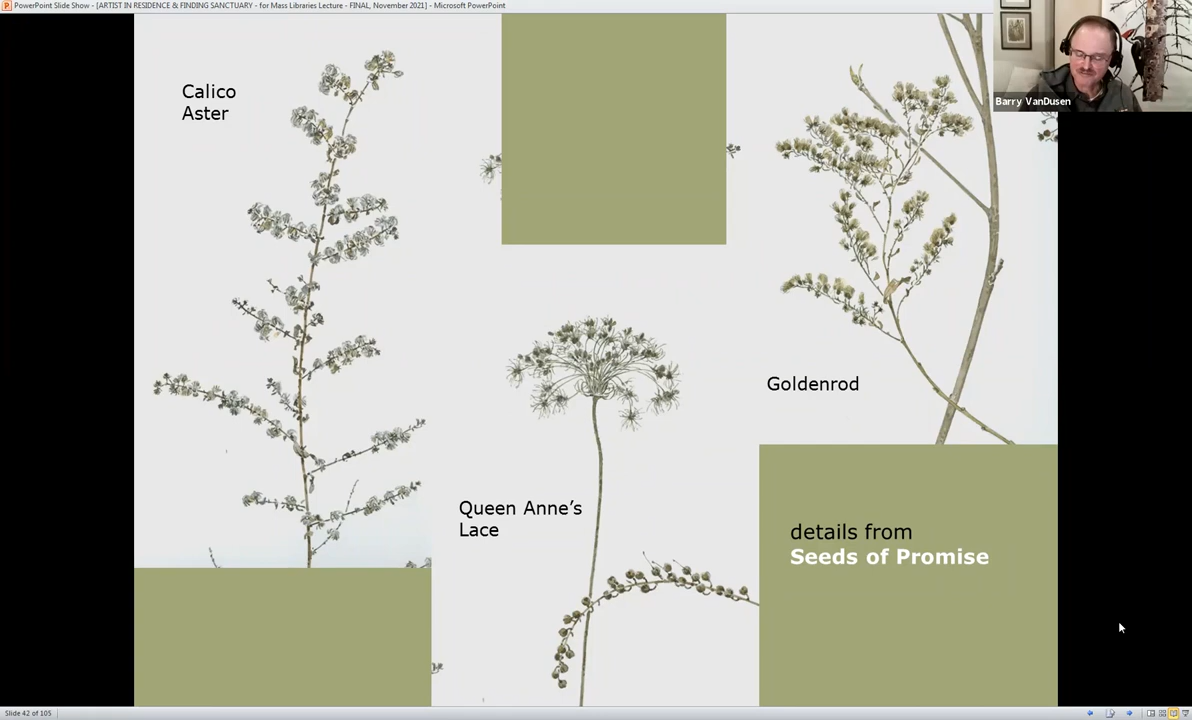 PowerPoint Slide Show - [ARTIST IN RESIDENCE & FINDING SANCTUARY - for Mass Libraries Lecture - FINAL, November 2021] - Microsoft PowerPoint
Barry VanDusen
Calico
Aster
Goldenrod
Queen Anne’s
Lace
details from
Seeds of Promise
Slide 42 of 105